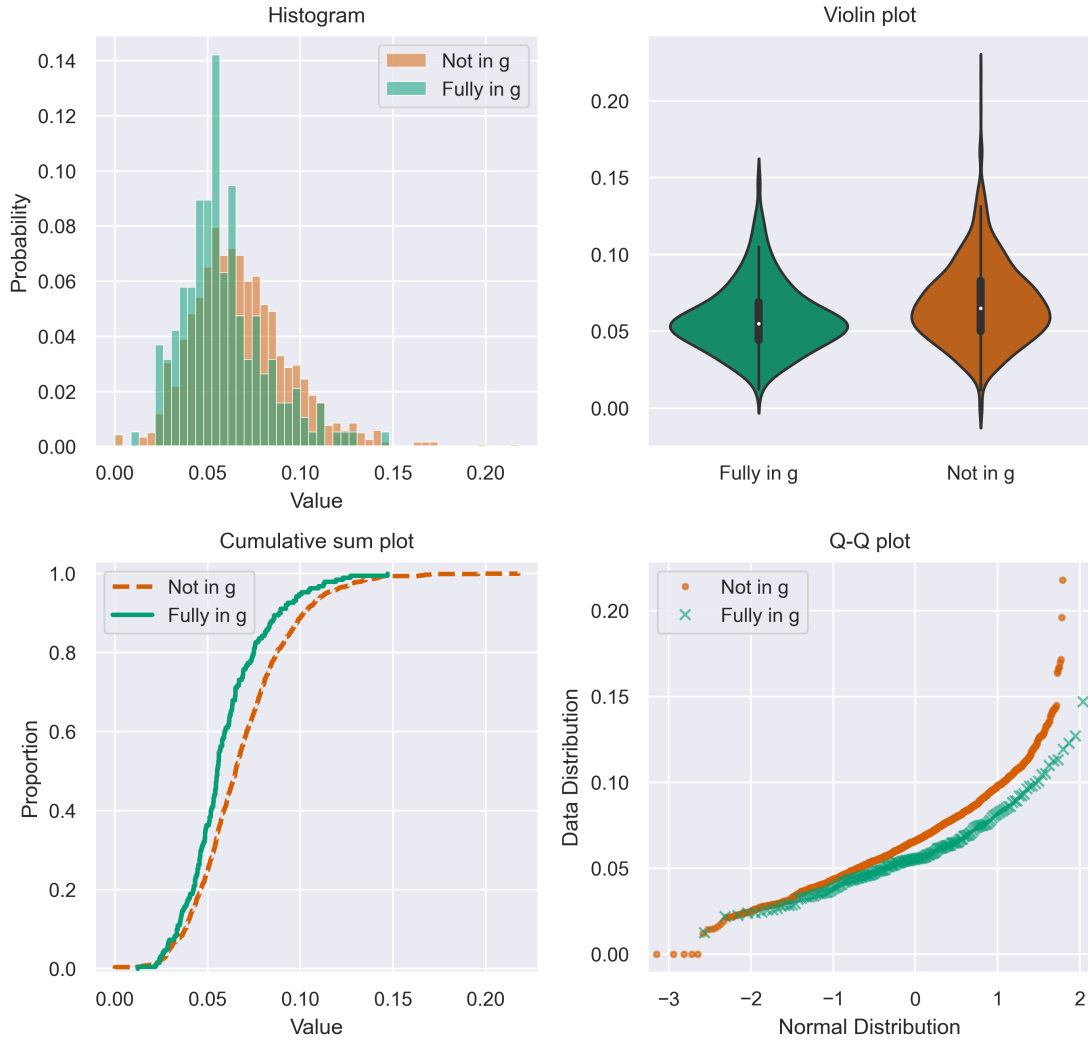 Histogram
Probability
0.14
0.12
0.10
0.08
0.06
0.04
0.02
0.00
Not in g
Fully in g
0.00 0.05 0.10 0.15 0.20
Value
Violin plot
0.20
0.15
0.10
0.05
0.00
Fully in g Not in g
Cumulative sum plot
Proportion
1.0
0.8
0.6
0.4
0.2
0.0
Not in g
Fully in g
0.00 0.05 0.10 0.15 0.20
Value
Q-Q plot
Data Distribution
0.20
0.15
0.10
0.05
0.00
Not in g
Fully in g
−3 −2 −1 0 1 2
Normal Distribution